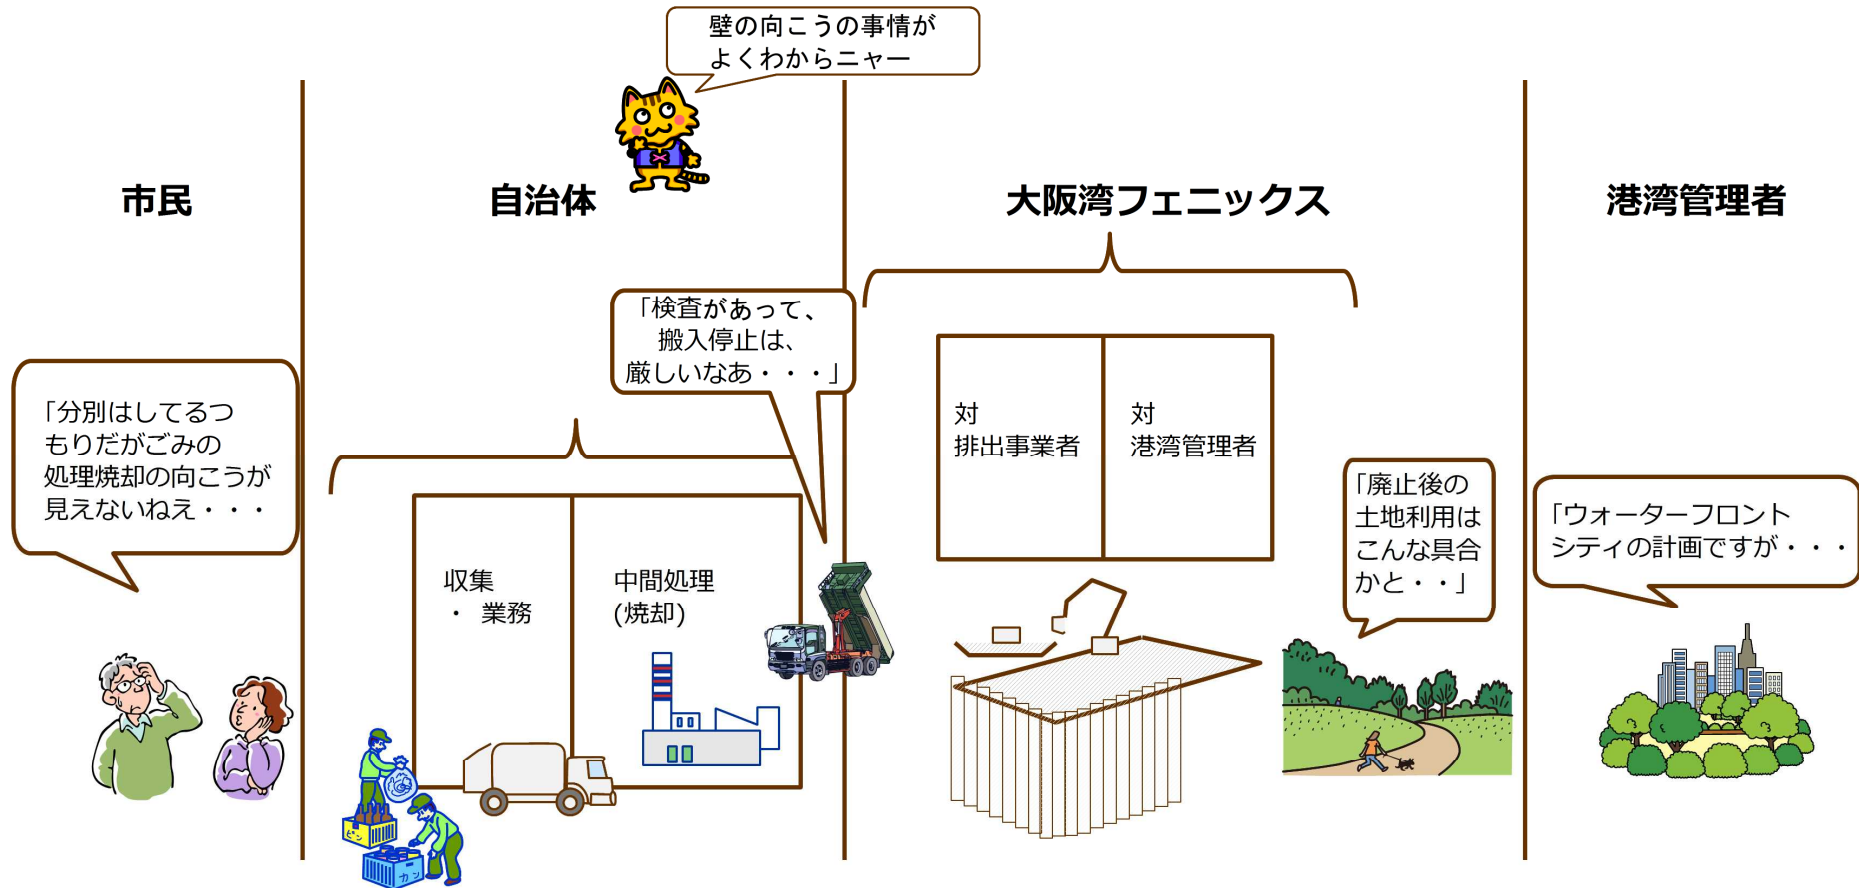 壁の向こうの事情が
よくわからニャー
市民
自治体
大阪湾フェニックス
港湾管理者
「検査があって、
搬入停止は、
厳しいなあ・・・」
「分別はしてるつ
もりだがごみの
処理焼却の向こうが
見えないねえ・・・
対
排出事業者
対
港湾管理者
「廃止後の
土地利用は
こんな具合
かと・・」
「ウォーターフロント
シティの計画ですが・・・
収集
・ 業務
中間処理
(焼却)
ビン
カン